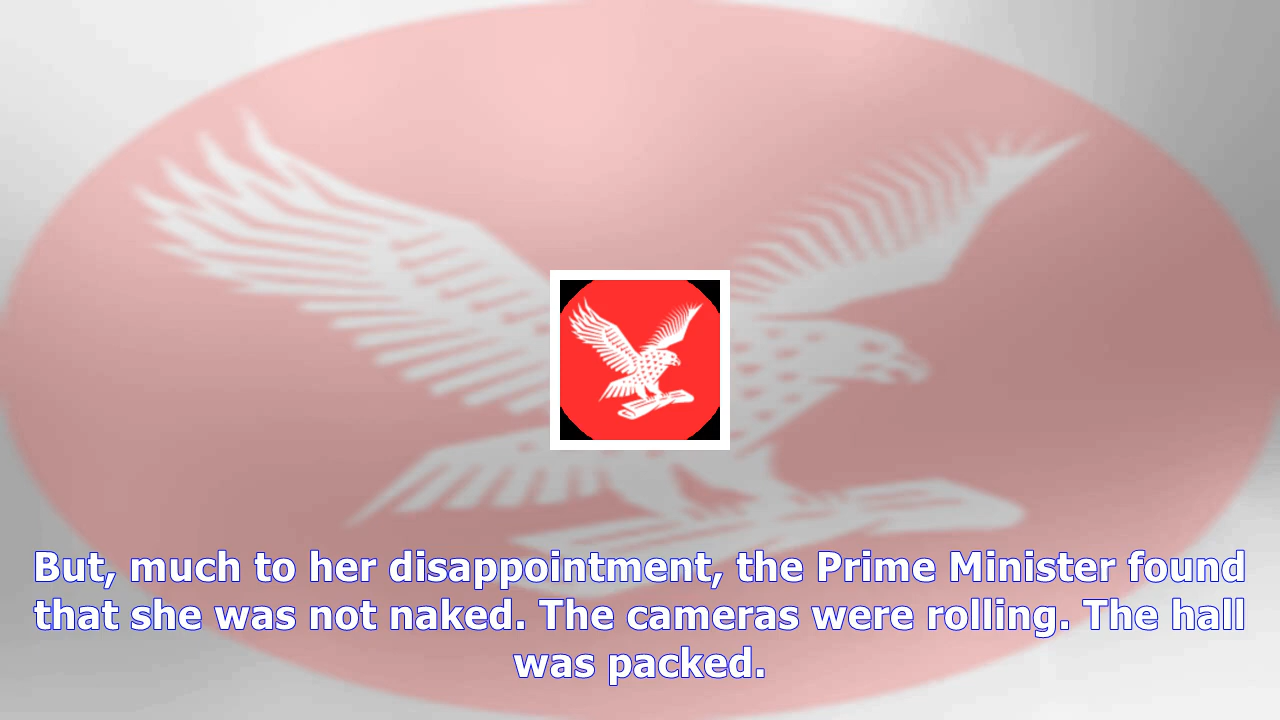 But, much to her disappointment, the Prime Minister found
that she was not naked. The cameras were rolling. The hall
was packed.